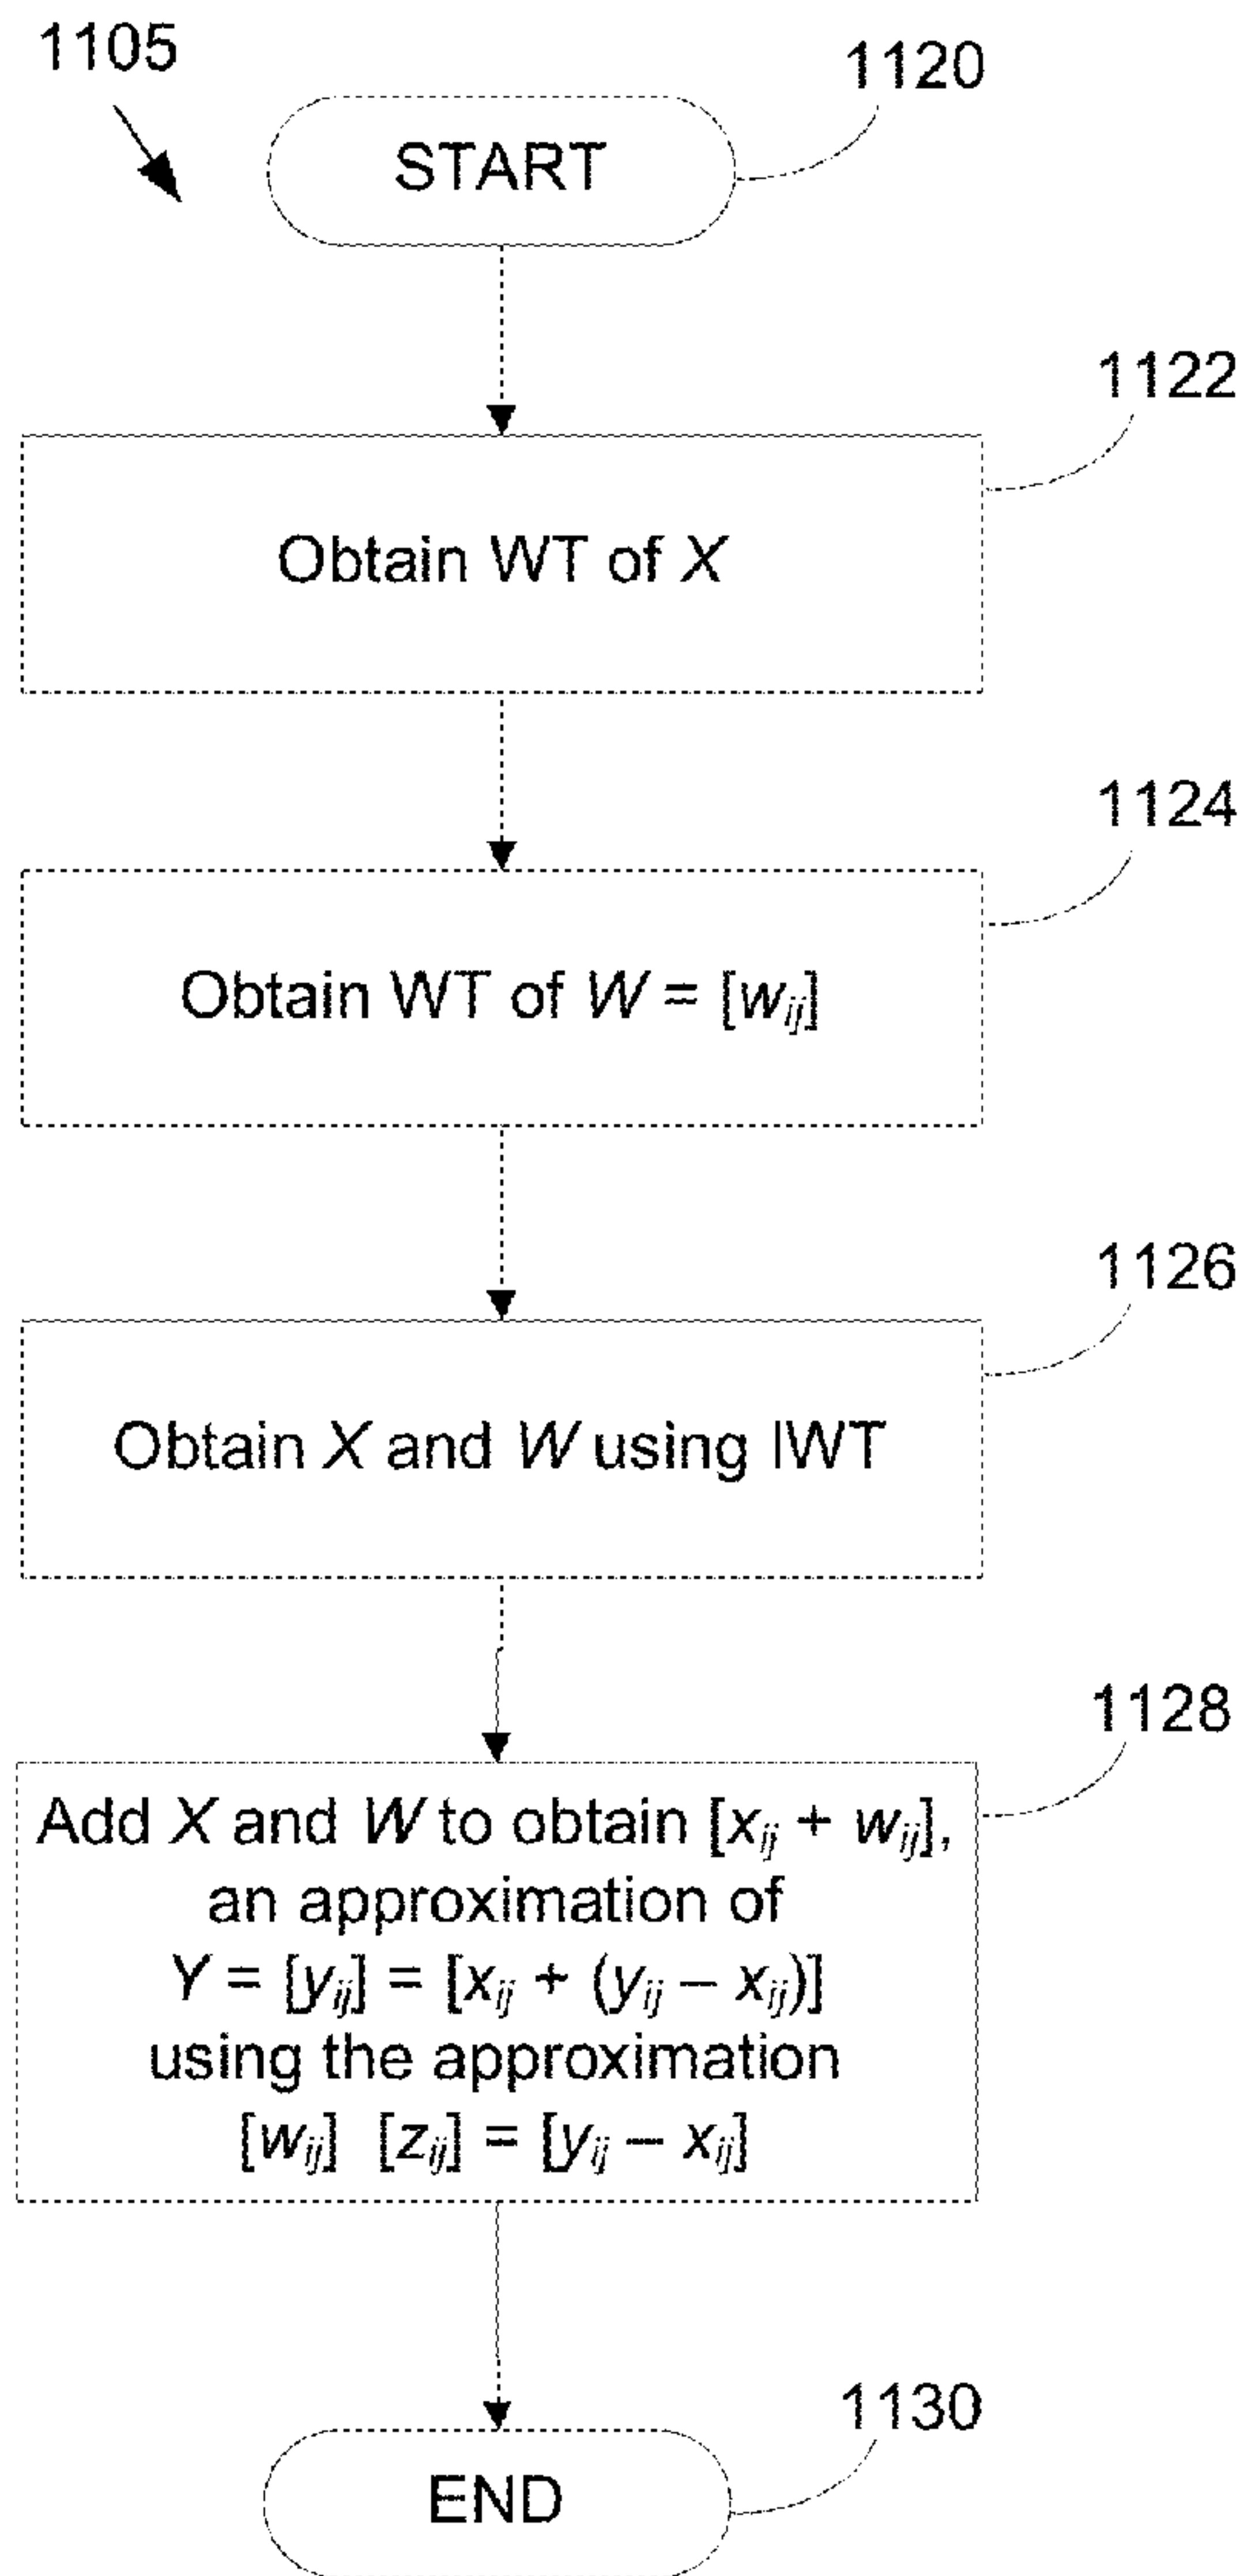 1105
1120
START
1122
Obtain WT of X
1124
Obtain WT of W = [wij]
1126
Obtain X and W using IWT
1128
Add X and W to obtain [xij + wij],
an approximation of
Y = [yij] = [xij + (yij – xij)]
using the approximation
[wij] [zij] = [yij – xij]
1130
END